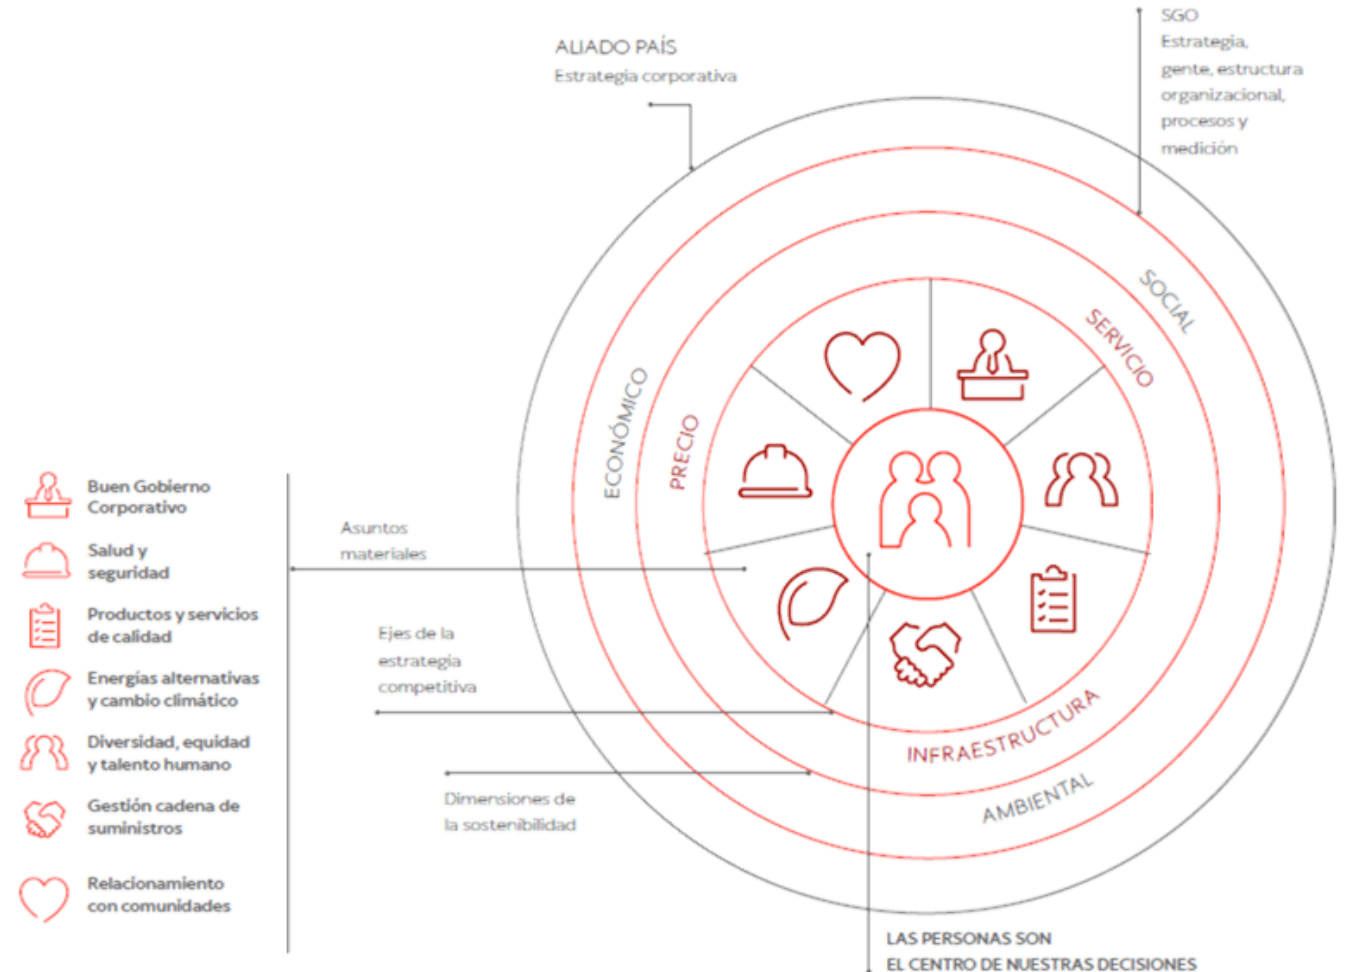 ALIADO PAÍS
Estrategia corporativa
SGO
Estrategia,
gente, estructura
organizacional,
procesos y
medición
SOCIAL
SERVICIO
ECONÓMICO
PRECIO
INFRAESTRUCTURA
AMBIENTAL
Buen Gobierno
Corporativo
Salud y
seguridad
Productos y servicios
de calidad
Energías alternativas
y cambio climático
Diversidad, equidad
y talento humano
Gestión cadena de
suministros
Relacionamiento
con comunidades
Asuntos
materiales
Ejes de la
estrategia
competitiva
Dimensiones de
la sostenibilidad
LAS PERSONAS SON
EL CENTRO DE NUESTRAS DECISIONES